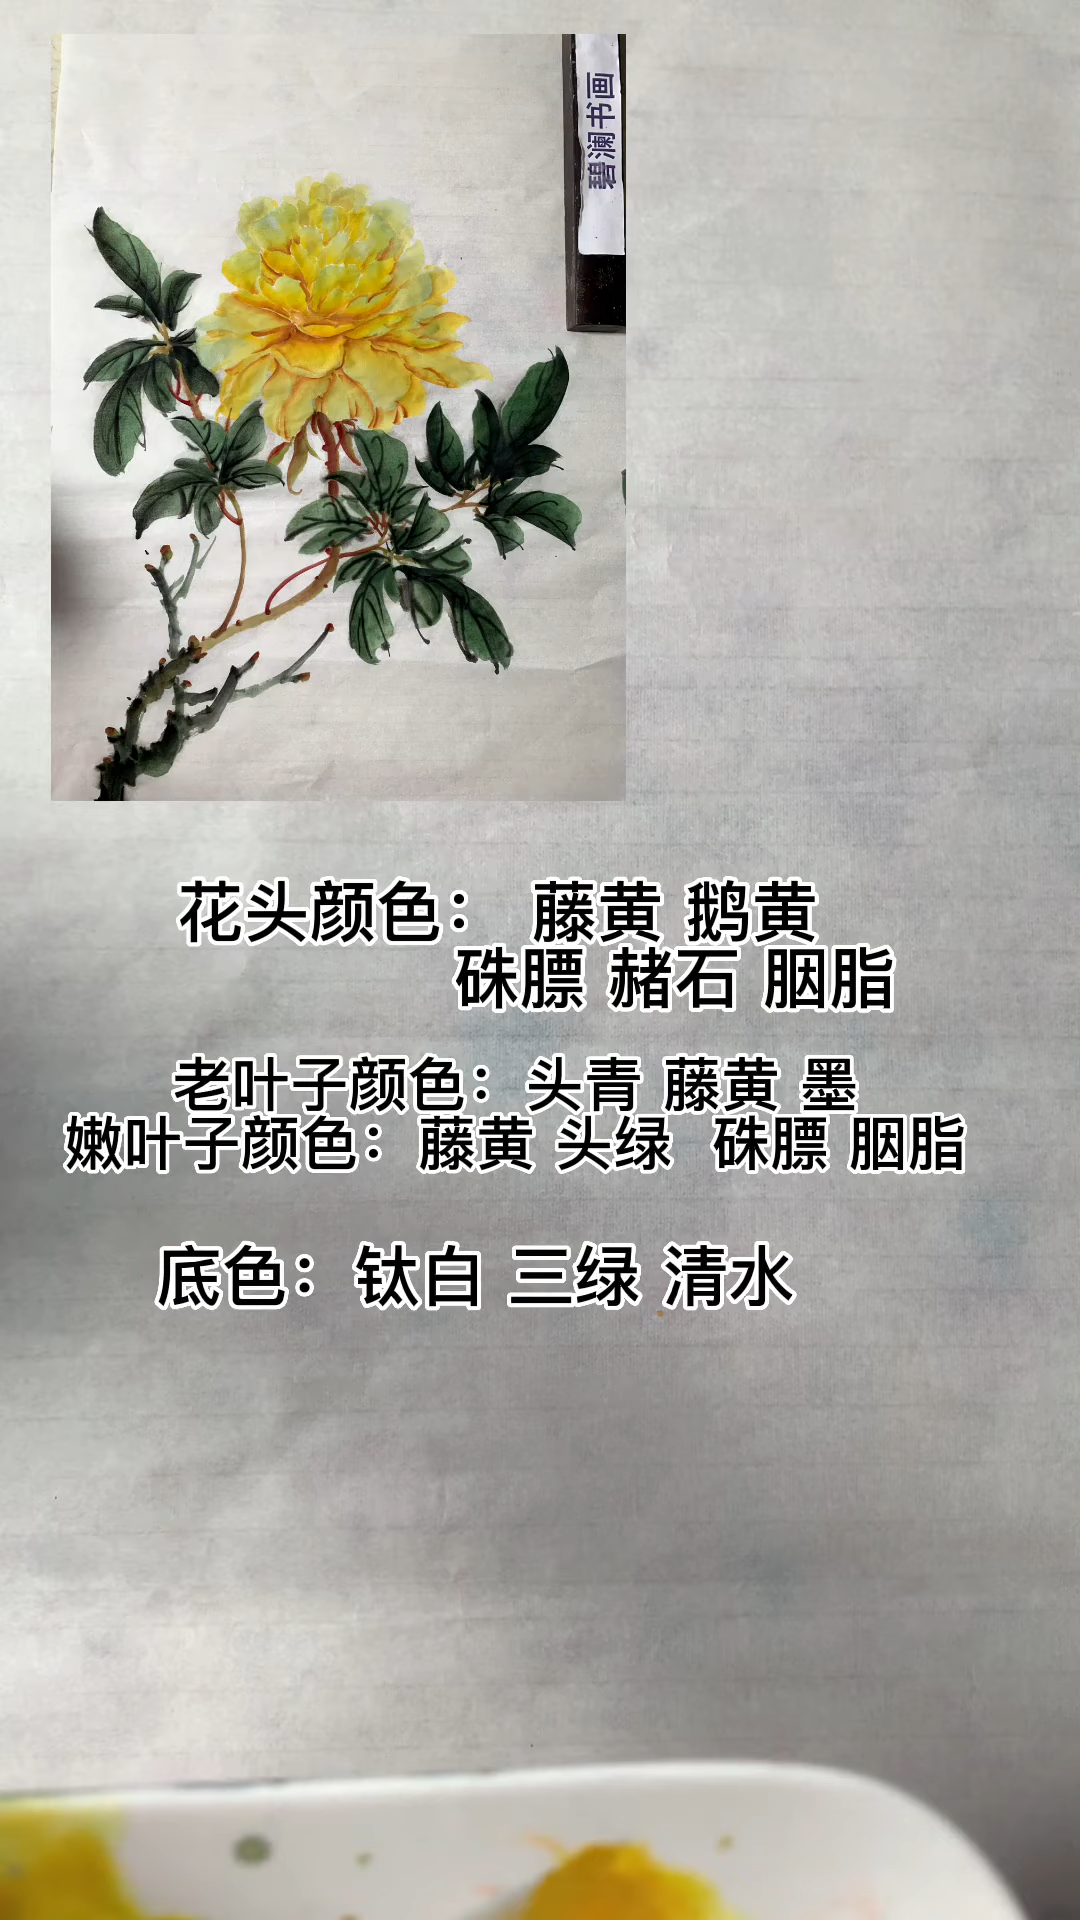 碧澜书画
花头颜色： 藤黄 鹅黄
硃膘 赭石 胭脂
老叶子颜色：头青 藤黄 墨
嫩叶子颜色：藤黄 头绿 硃膘 胭脂
底色：钛白 三绿 清水